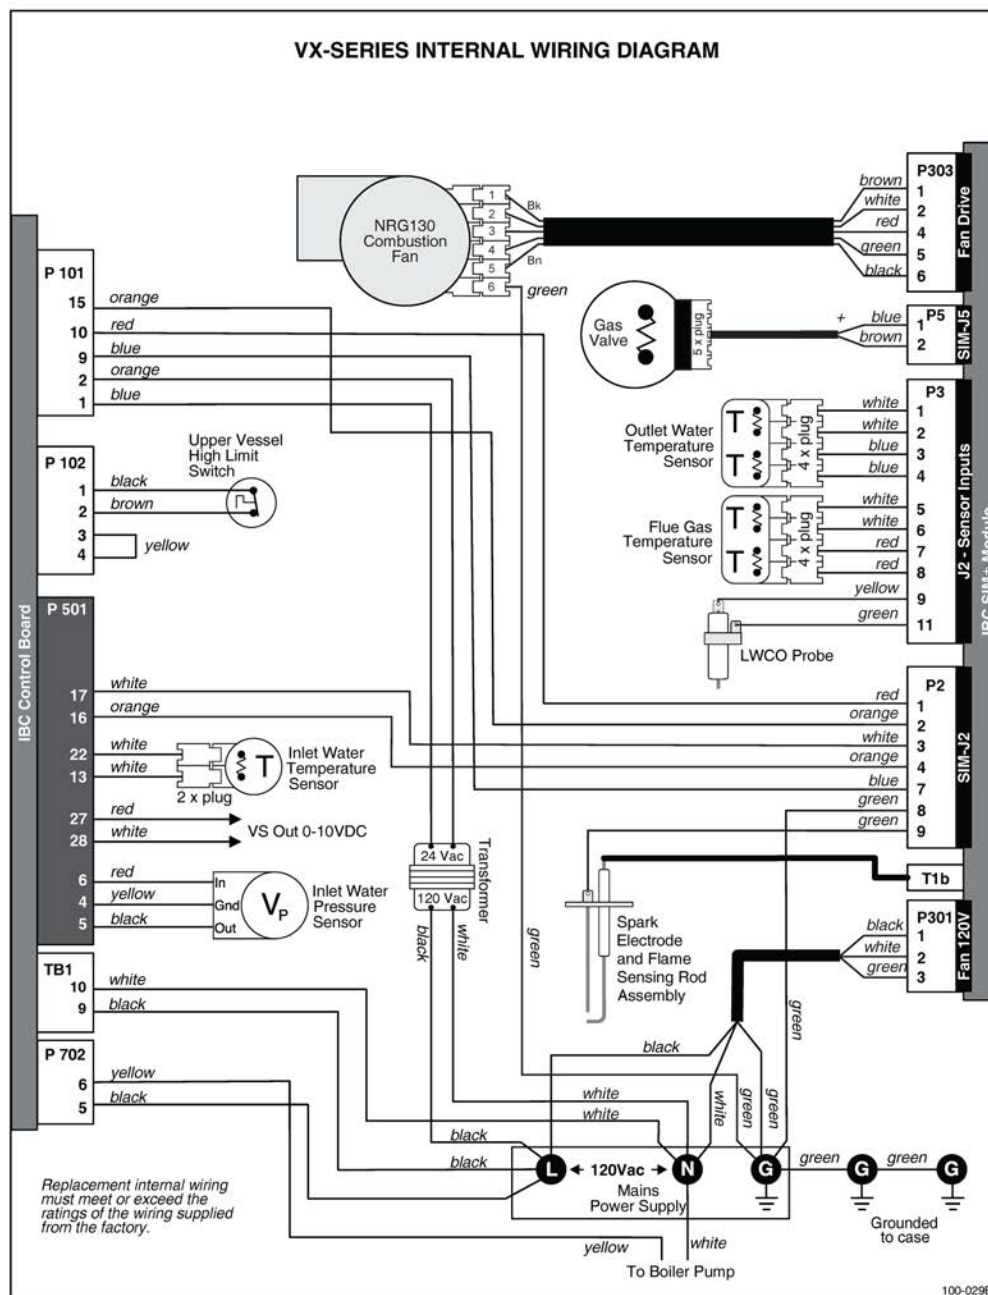 VX-SERIES INTERNAL WIRING DIAGRAM
IBC Control Board
P 101
15 orange
10 red
9 blue
2 orange
1 blue
P 102
1 black
2 brown
3
4
yellow
Upper Vessel
High Limit
Switch
P 501
17 white
16 orange
22 white
13 white
2 x plug
T
Inlet Water
Temperature
Sensor
27 red
28 white
VS Out 0-10VDC
6 red
4 yellow
5 black
In
Gnd
Out
VP
Inlet Water
Pressure
Sensor
TB1
10 white
9 black
P 702
6 yellow
5 black
Replacement internal wiring
must meet or exceed the
ratings of the wiring supplied
from the factory.
NRG130
Combustion
Fan
1
2
3
4
5
6
Bk
Bn
green
Gas
Valve
5 x plug
+
Outlet Water
Temperature
Sensor
T
T
4 x plug
Flue Gas
Temperature
Sensor
T
T
4 x plug
LWCO Probe
24 Vac
120 Vac
Transformer
black
white
green
Spark
Electrode
and Flame
Sensing Rod
Assembly
P303
Fan Drive
brown 1
white 2
red 4
green 5
black 6
P5
SIM-J5
blue 1
brown 2
P3
J2 - Sensor Inputs
white 1
white 2
blue 3
blue 4
white 5
white 6
red 7
red 8
yellow 9
green 11
IBC SIM+ Module
P2
SIM-J2
red 1
orange 2
white 3
orange 4
blue 7
green 8
green 9
T1b
P301
Fan 120V
black 1
white 2
green 3
green
black
white
white
white
green
green
black
black
L
120Vac
N
G
green
G
green
G
Mains
Power Supply
Grounded
to case
yellow
white
To Boiler Pump
100-029E